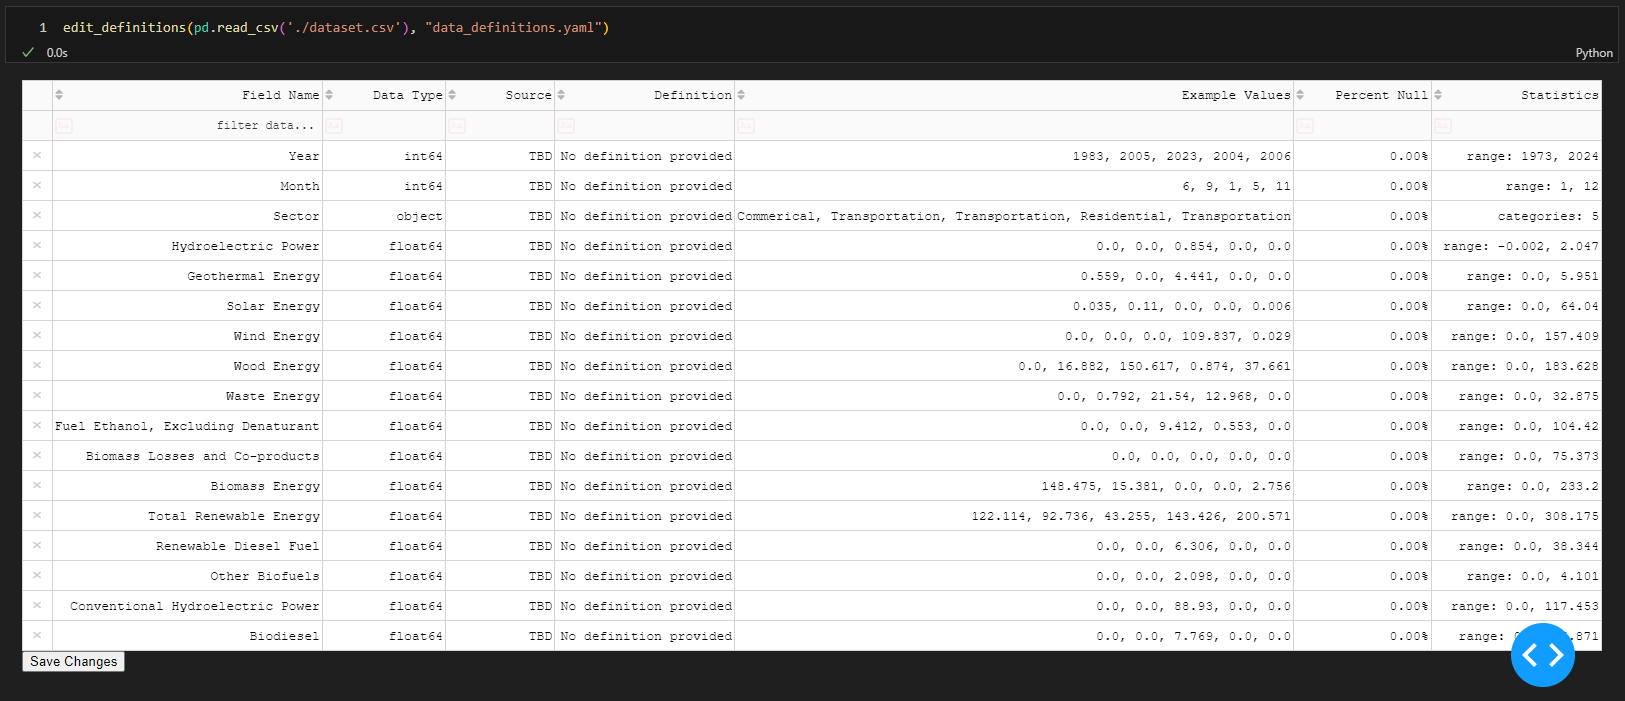 1 edit_definitions(pd.read_csv('./dataset.csv'), "data_definitions.yaml")
0.0s Python
Field Name Data Type Source Definition Example Values Percent Null Statistics
filter data...
Year int64 TBD No definition provided 1983, 2005, 2023, 2004, 2006 0.00% range: 1973, 2024
Month int64 TBD No definition provided 6, 9, 1, 5, 11 0.00% range: 1, 12
Sector object TBD No definition provided Commerical, Transportation, Transportation, Residential, Transportation 0.00% categories: 5
Hydroelectric Power float64 TBD No definition provided 0.0, 0.0, 0.854, 0.0, 0.0 0.00% range: -0.002, 2.047
Geothermal Energy float64 TBD No definition provided 0.559, 0.0, 4.441, 0.0, 0.0 0.00% range: 0.0, 5.951
Solar Energy float64 TBD No definition provided 0.035, 0.11, 0.0, 0.0, 0.006 0.00% range: 0.0, 64.04
Wind Energy float64 TBD No definition provided 0.0, 0.0, 0.0, 109.837, 0.029 0.00% range: 0.0, 157.409
Wood Energy float64 TBD No definition provided 0.0, 16.882, 150.617, 0.874, 37.661 0.00% range: 0.0, 183.628
Waste Energy float64 TBD No definition provided 0.0, 0.792, 21.54, 12.968, 0.0 0.00% range: 0.0, 32.875
Fuel Ethanol, Excluding Denaturant float64 TBD No definition provided 0.0, 0.0, 9.412, 0.553, 0.0 0.00% range: 0.0, 104.42
Biomass Losses and Co-products float64 TBD No definition provided 0.0, 0.0, 0.0, 0.0, 0.0 0.00% range: 0.0, 75.373
Biomass Energy float64 TBD No definition provided 148.475, 15.381, 0.0, 0.0, 2.756 0.00% range: 0.0, 233.2
Total Renewable Energy float64 TBD No definition provided 122.114, 92.736, 43.255, 143.426, 200.571 0.00% range: 0.0, 308.175
Renewable Diesel Fuel float64 TBD No definition provided 0.0, 0.0, 6.306, 0.0, 0.0 0.00% range: 0.0, 38.344
Other Biofuels float64 TBD No definition provided 0.0, 0.0, 2.098, 0.0, 0.0 0.00% range: 0.0, 4.101
Conventional Hydroelectric Power float64 TBD No definition provided 0.0, 0.0, 88.93, 0.0, 0.0 0.00% range: 0.0, 117.453
Biodiesel float64 TBD No definition provided 0.0, 0.0, 7.769, 0.0, 0.0 0.00% range:
Save Changes